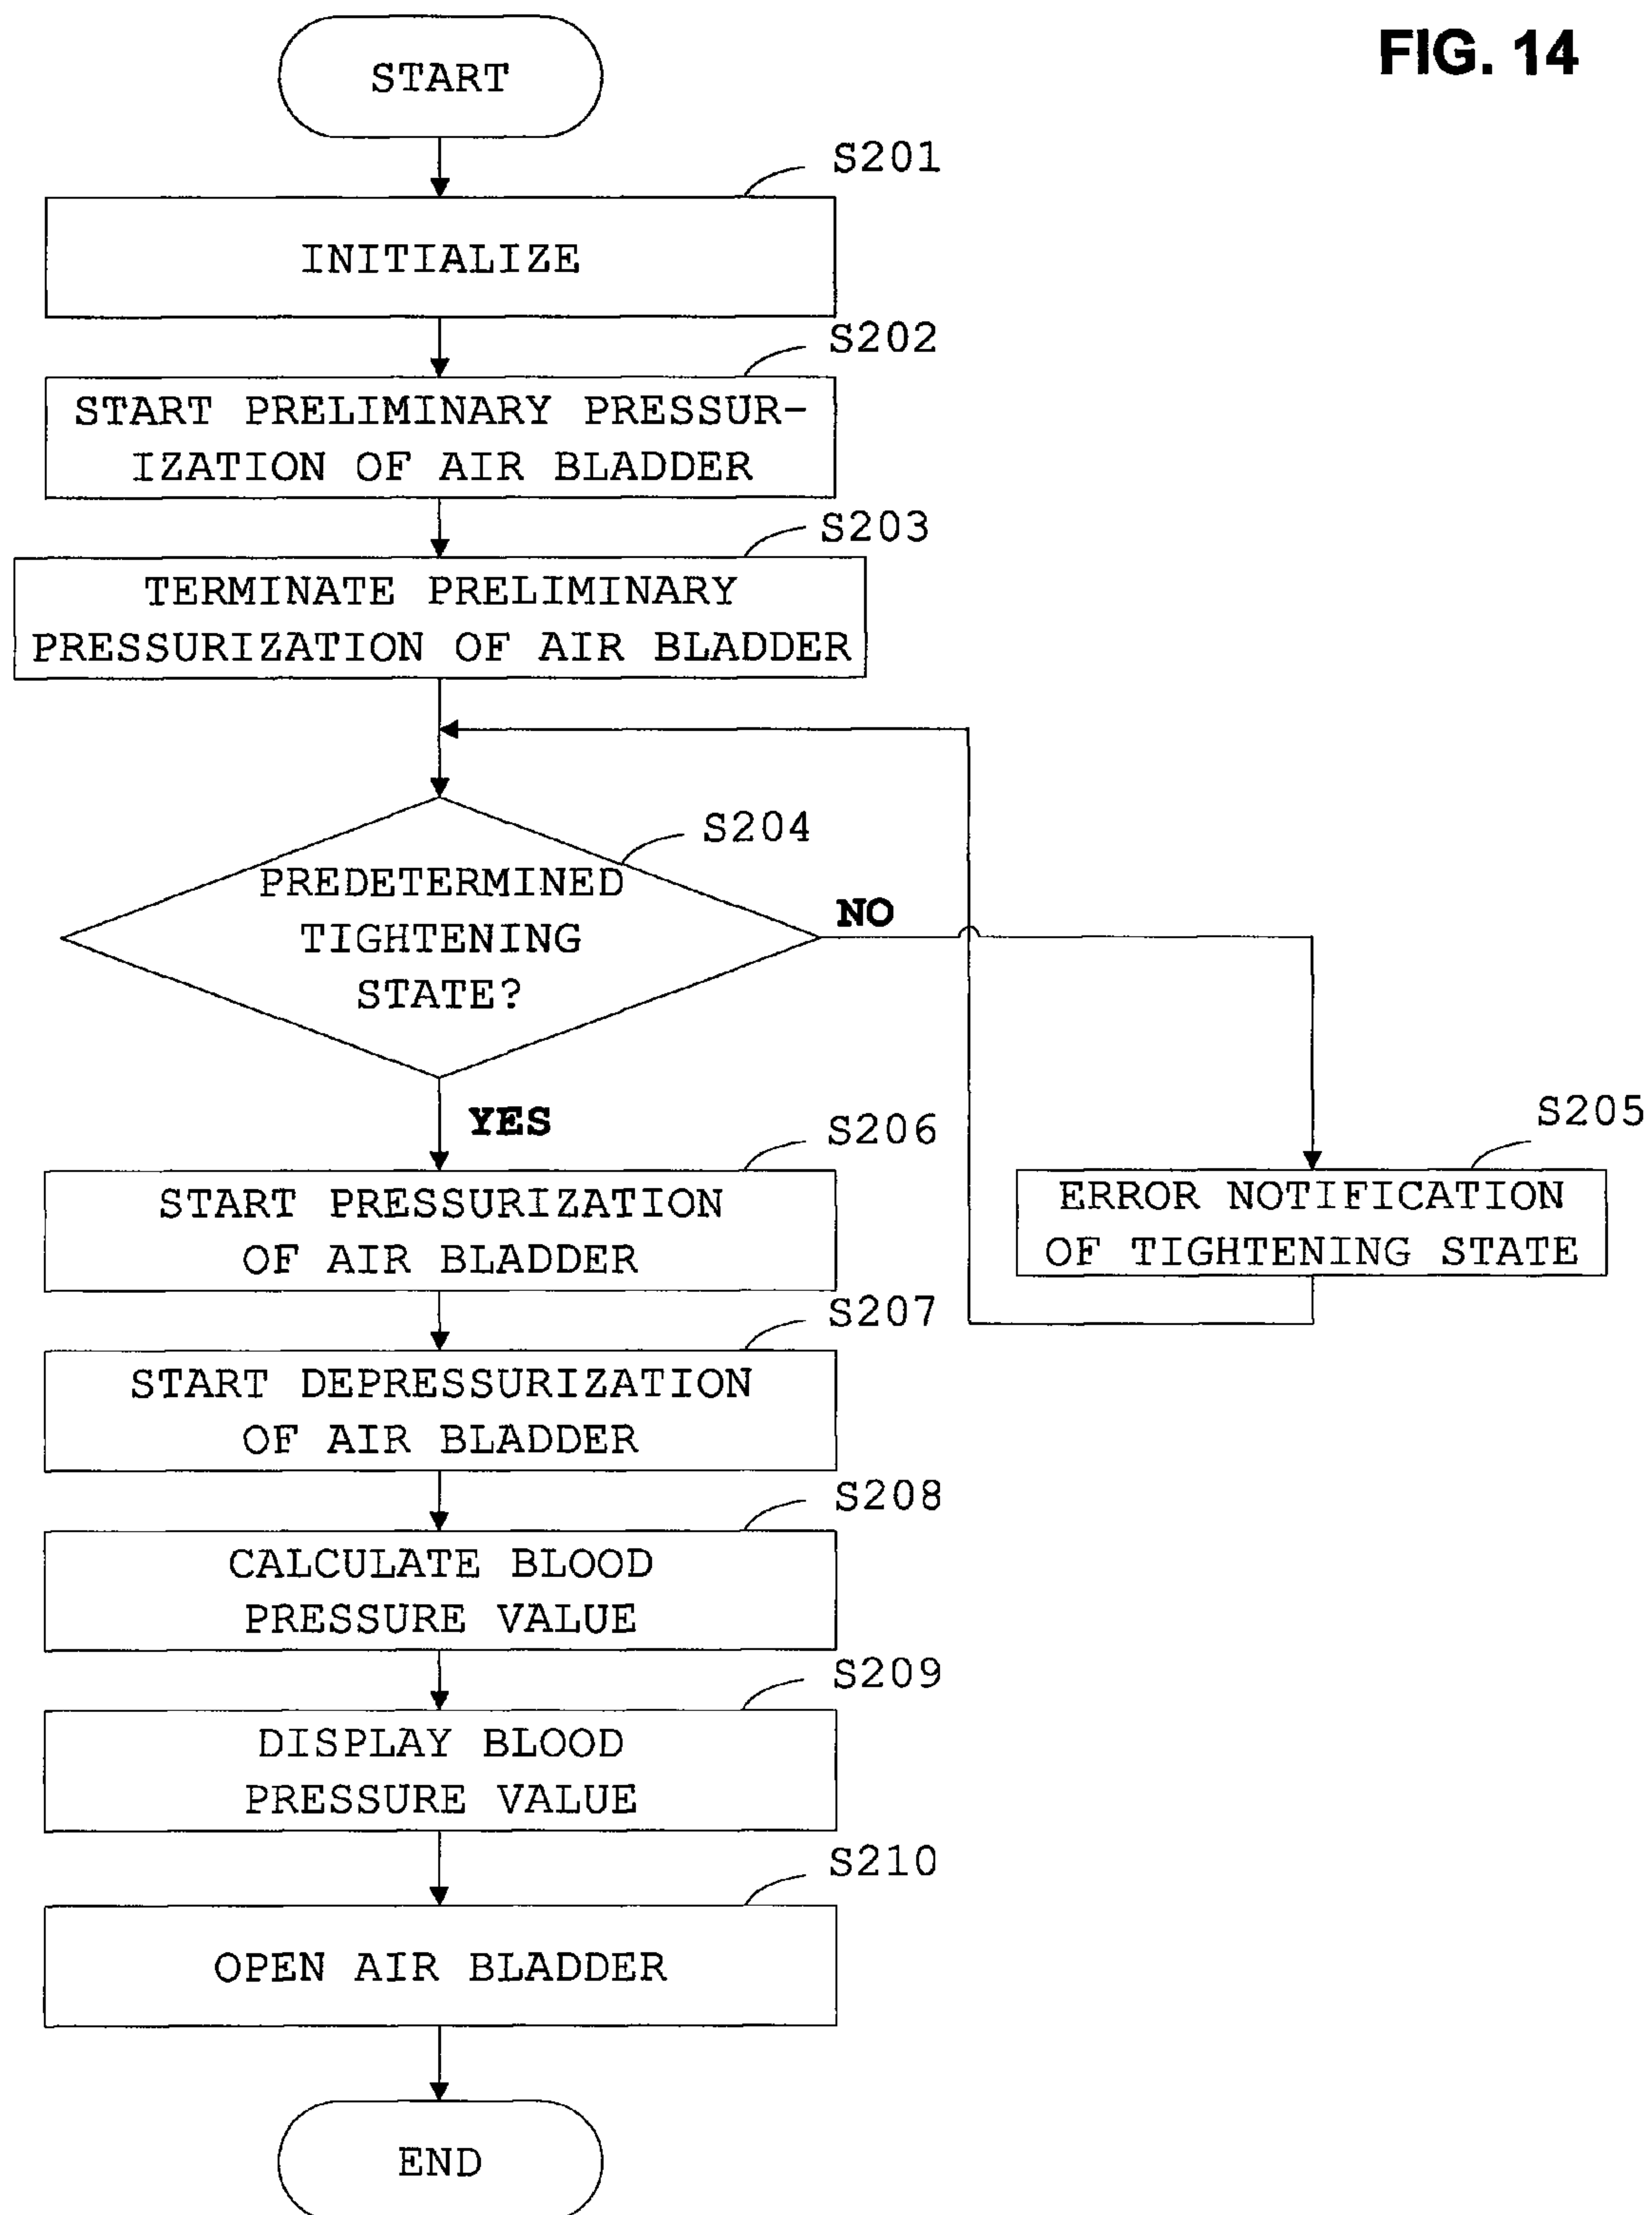 FIG. 14
START
S201
INITIALIZE
S202
START PRELIMINARY PRESSUR-
IZATION OF AIR BLADDER
S203
TERMINATE PRELIMINARY
PRESSURIZATION OF AIR BLADDER
S204
PREDETERMINED
TIGHTENING
STATE?
NO
YES
S205
ERROR NOTIFICATION
OF TIGHTENING STATE
S206
START PRESSURIZATION
OF AIR BLADDER
S207
START DEPRESSURIZATION
OF AIR BLADDER
S208
CALCULATE BLOOD
PRESSURE VALUE
S209
DISPLAY BLOOD
PRESSURE VALUE
S210
OPEN AIR BLADDER
END